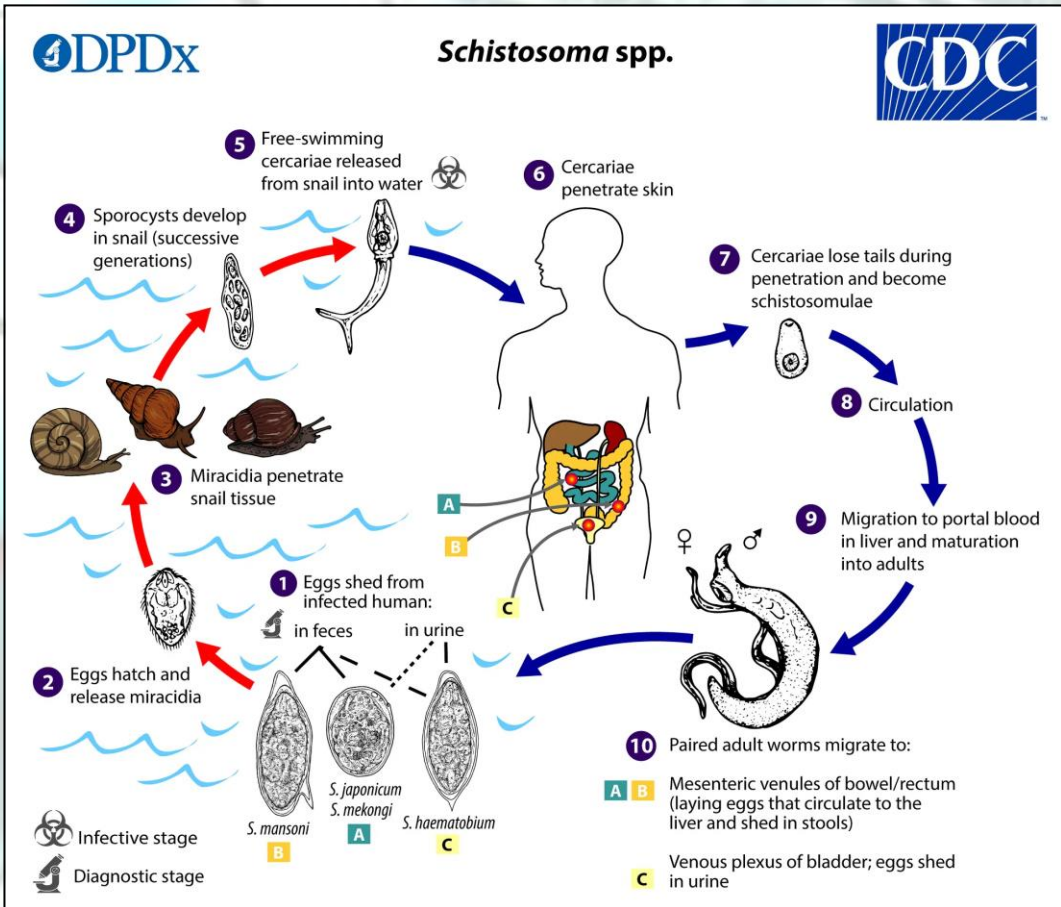 DPDx
Schistosoma spp.
CDC
TM
5
Free-swimming
cercariae released
from snail into water
6
Cercariae
penetrate skin
4
Sporocysts develop
in snail (successive
generations)
7
Cercariae lose tails during
penetration and become
schistosomulae
8
Circulation
3
Miracidia penetrate
snail tissue
A
B
C
9
Migration to portal blood
in liver and maturation
into adults
♀ ♂
1
Eggs shed from
infected human:
in feces
in urine
2
Eggs hatch and
release miracidia
S. mansoni
B
S. japonicum
S. mekongi
A
S. haematobium
C
10
Paired adult worms migrate to:
A B
Mesenteric venules of bowel/rectum
(laying eggs that circulate to the
liver and shed in stools)
C
Venous plexus of bladder; eggs shed
in urine
Infective stage
Diagnostic stage